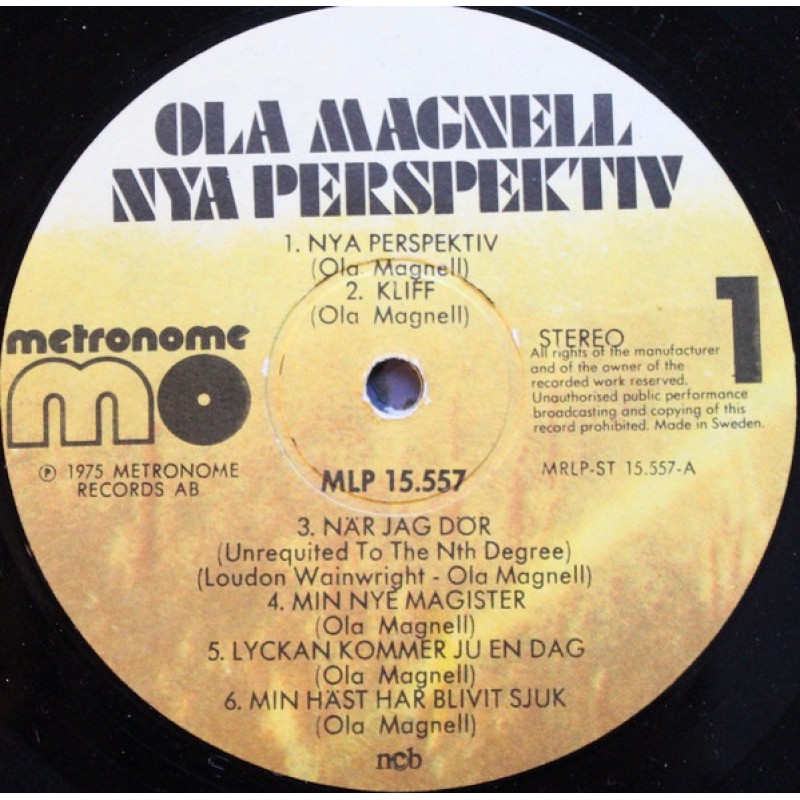 OLA MAGNELL
NYA PERSPEKTIV
1. NYA PERSPEKTIV
(Ola Magnell)
2. KLIFF
(Ola Magnell)
metronome
mo
℗ 1975 METRONOME
RECORDS AB
1
STEREO
All rights of the manufacturer
and of the owner of the
recorded work reserved.
Unauthorised public performance
broadcasting and copying of this
record prohibited. Made in Sweden.
MLP 15.557
MRLP-ST 15.557-A
3. NÄR JAG DÖR
(Unrequited To The Nth Degree)
(Loudon Wainwright - Ola Magnell)
4. MIN NYE MAGISTER
(Ola Magnell)
5. LYCKAN KOMMER JU EN DAG
(Ola Magnell)
6. MIN HÄST HAR BLIVIT SJUK
(Ola Magnell)
ncb